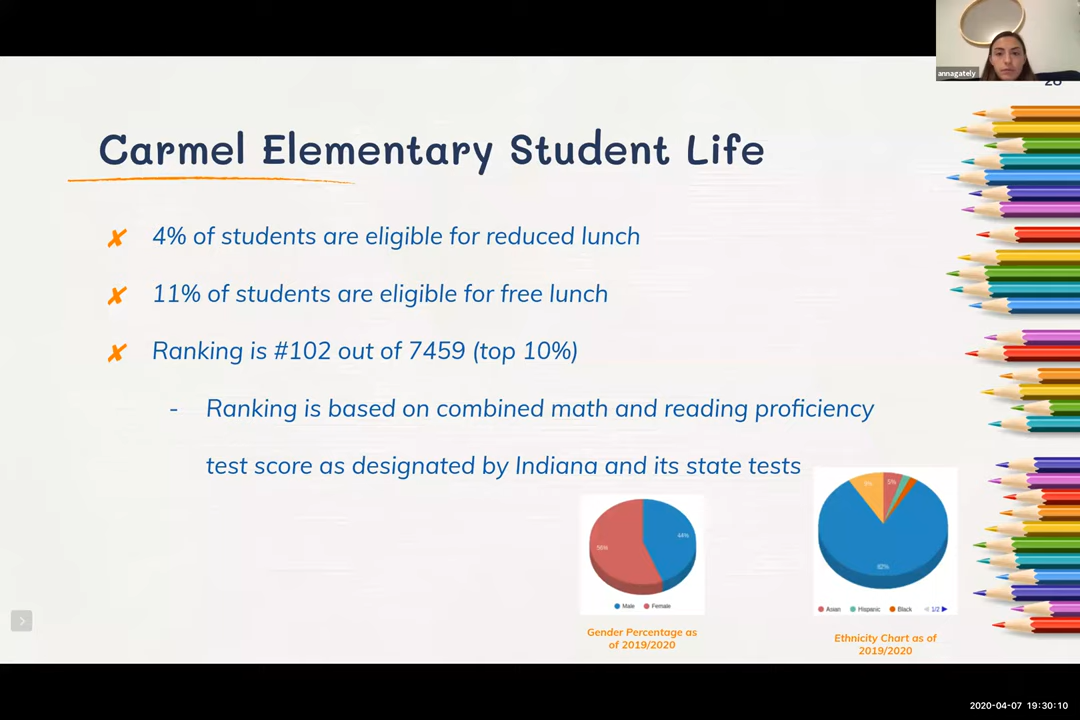 annagately
Carmel Elementary Student Life
✘ 4% of students are eligible for reduced lunch
✘ 11% of students are eligible for free lunch
✘ Ranking is #102 out of 7459 (top 10%)
- Ranking is based on combined math and reading proficiency
test score as designated by Indiana and its state tests
56%
44%
Male Female
Gender Percentage as
of 2019/2020
5%
82%
Asian Hispanic Black 1/2
Ethnicity Chart as of
2019/2020
2020-04-07 19:30:10